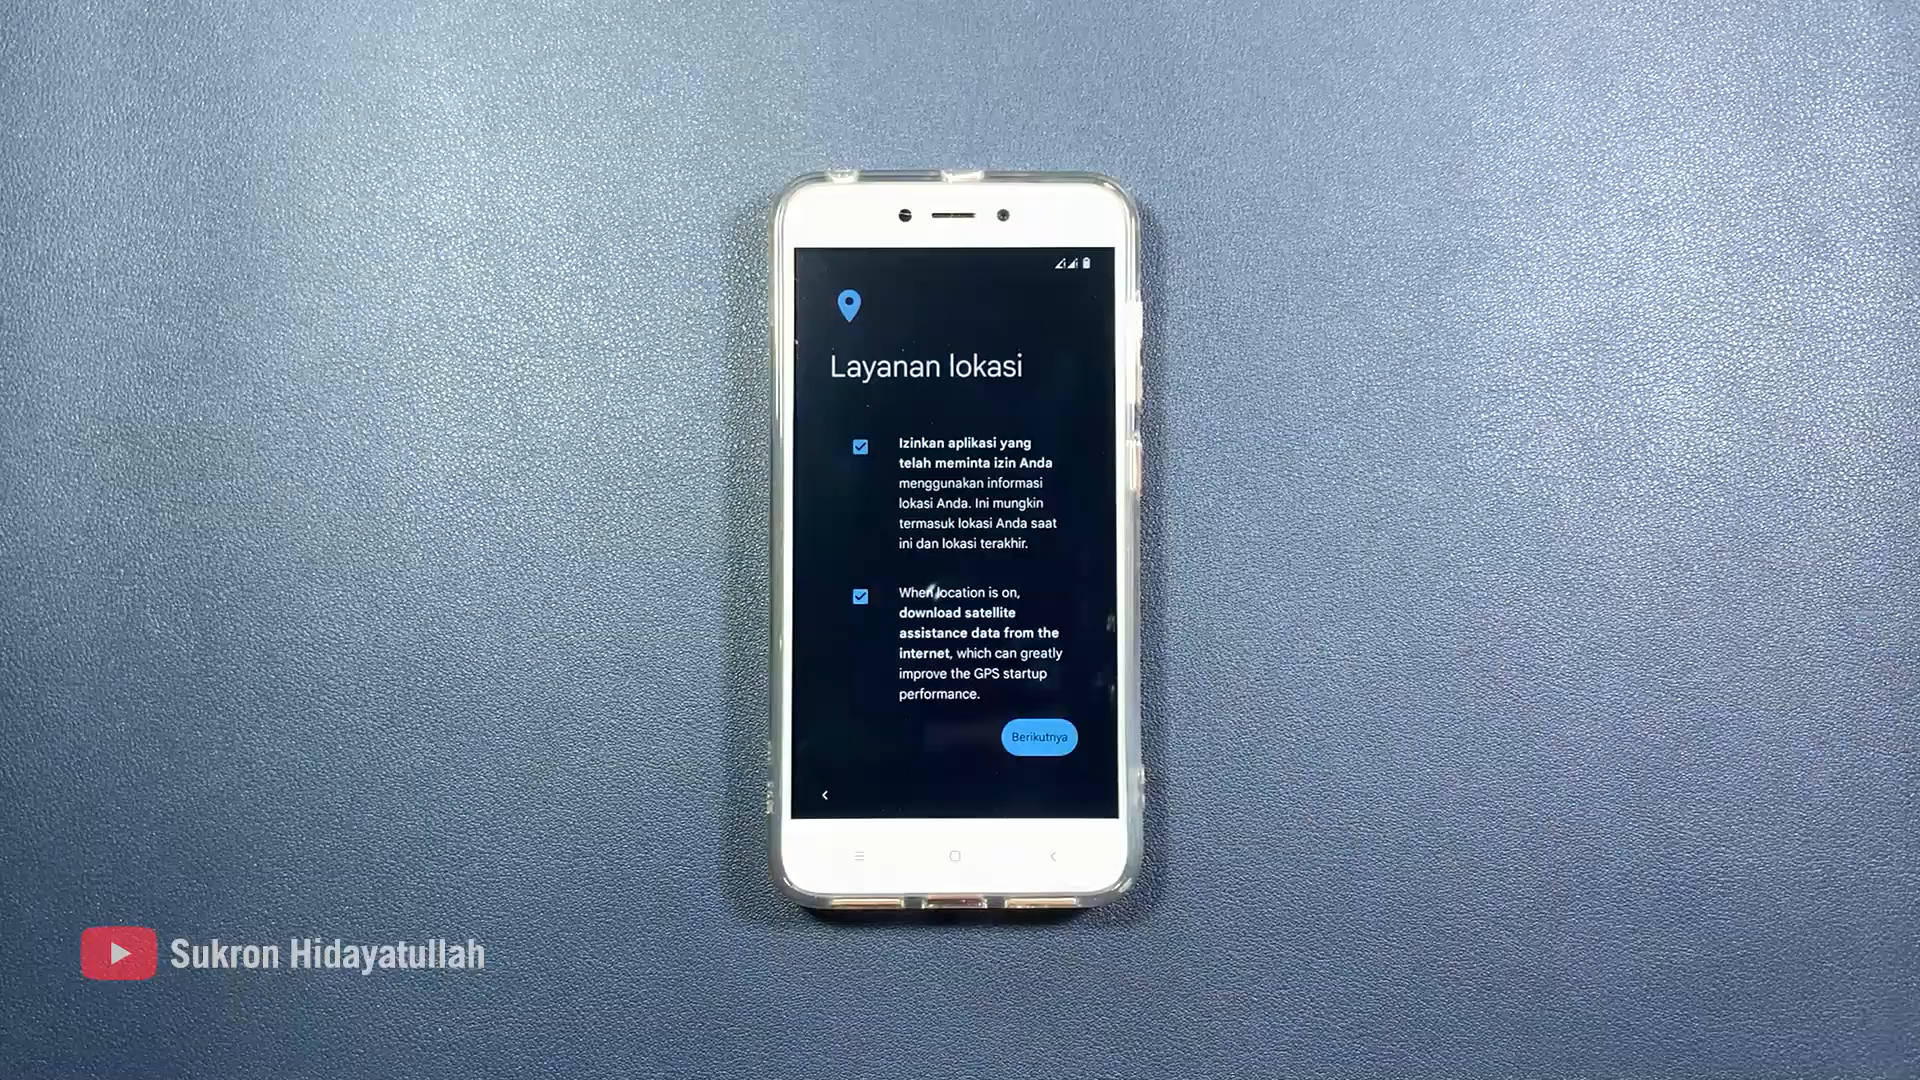 Layanan lokasi
Izinkan aplikasi yang
telah meminta izin Anda
menggunakan informasi
lokasi Anda. Ini mungkin
termasuk lokasi Anda saat
ini dan lokasi terakhir.
When location is on,
download satellite
assistance data from the
internet, which can greatly
improve the GPS startup
performance.
Berikutnya
Sukron Hidayatullah